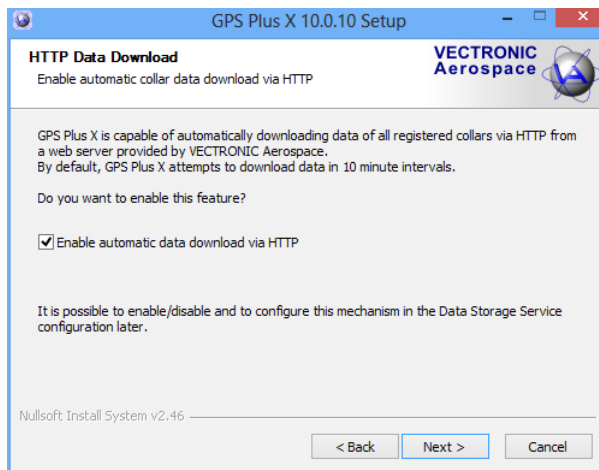 GPS Plus X 10.0.10 Setup
HTTP Data Download
Enable automatic collar data download via HTTP
VECTRONIC
Aerospace
GPS Plus X is capable of automatically downloading data of all registered collars via HTTP from
a web server provided by VECTRONIC Aerospace.
By default, GPS Plus X attempts to download data in 10 minute intervals.
Do you want to enable this feature?
Enable automatic data download via HTTP
It is possible to enable/disable and to configure this mechanism in the Data Storage Service
configuration later.
Nullsoft Install System v2.46
< Back
Next >
Cancel